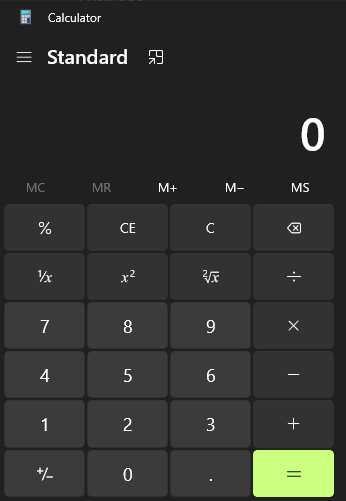 Calculator
Standard
0
MC MR M+ M− MS
% CE C
¹/x x² ²√x ÷
7 8 9 ×
4 5 6 −
1 2 3 +
+/− 0 . =